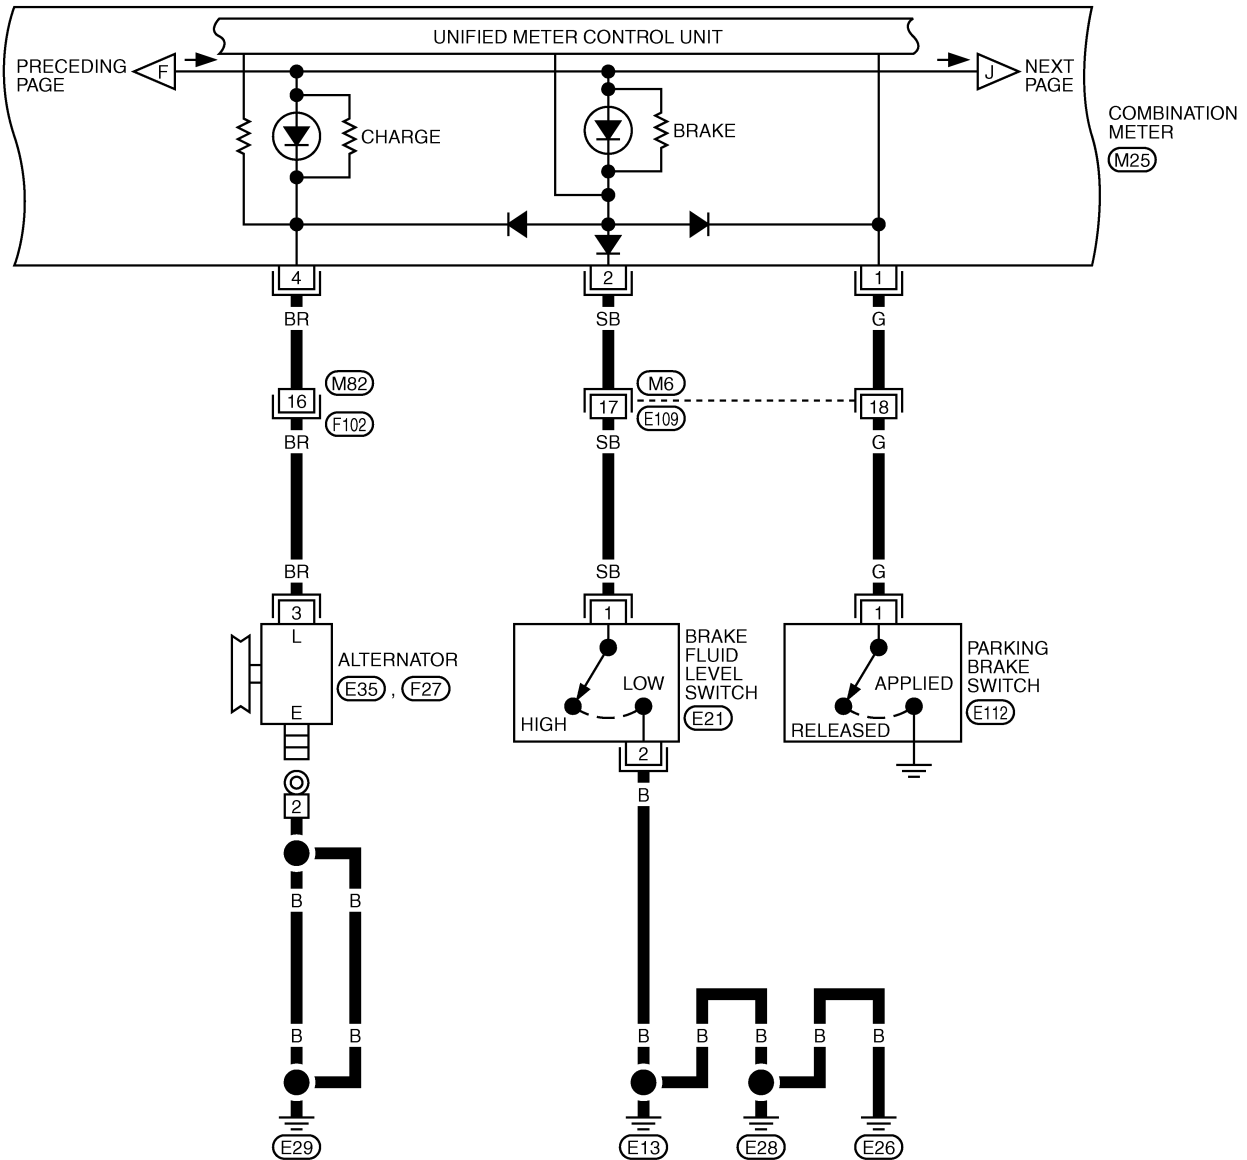 UNIFIED METER CONTROL UNIT
PRECEDING
PAGE
F
J
NEXT
PAGE
COMBINATION
METER
M25
CHARGE
BRAKE
4
2
1
BR
SB
G
M82
16
F102
M6
17
E109
18
BR
SB
G
BR
SB
G
3
1
1
L
E
ALTERNATOR
E35 , F27
BRAKE
FLUID
LEVEL
SWITCH
E21
LOW
HIGH
PARKING
BRAKE
SWITCH
E112
APPLIED
RELEASED
2
2
B
B
B
B
B
B
B
B
B
B
E29
E13
E28
E26